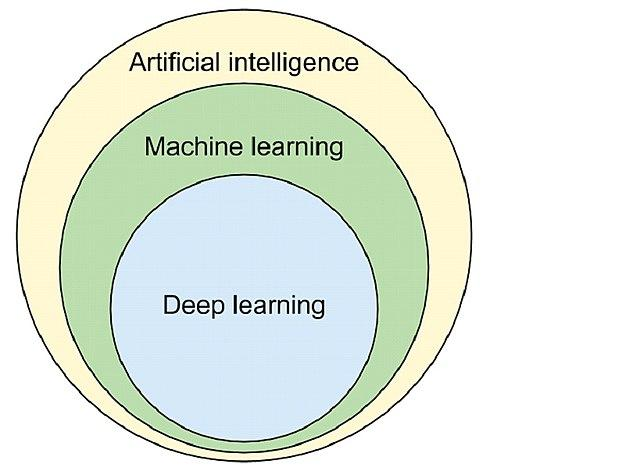 Artificial intelligence
Machine learning
Deep learning